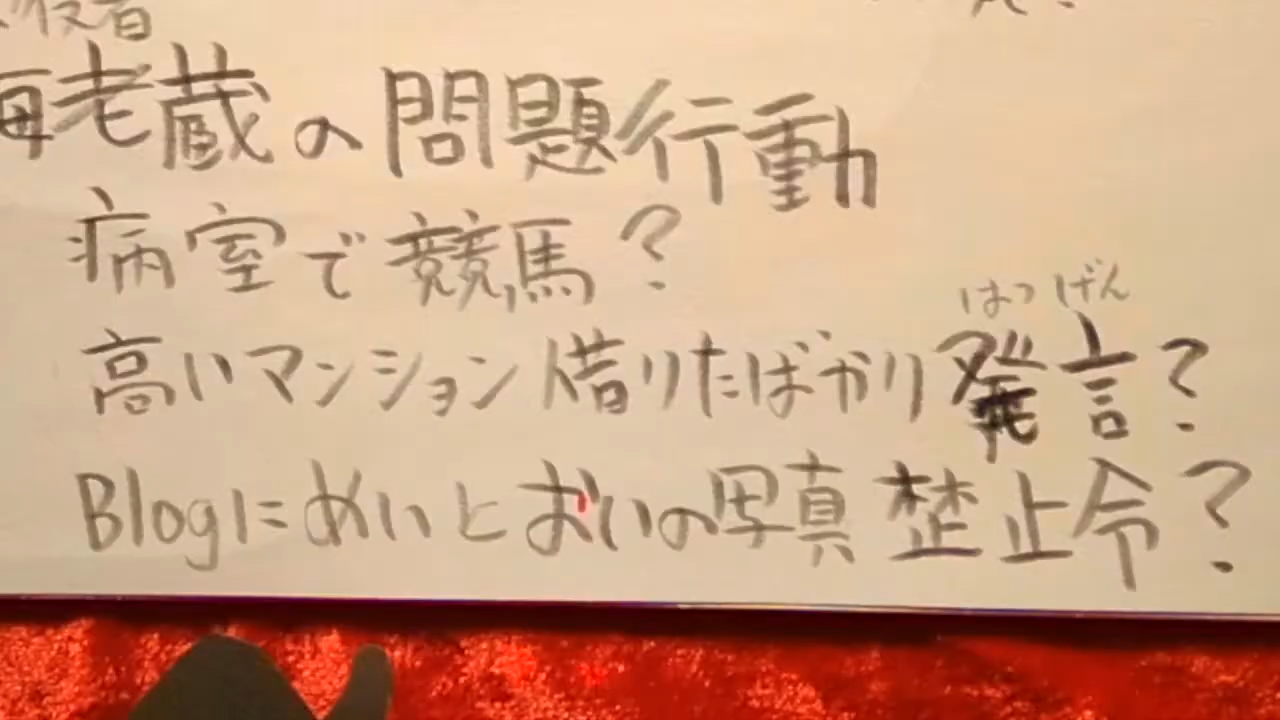 役者
海老蔵の問題行動
病室で競馬?
はつげん
高いマンション借りたばかり発言?
Blogにめいとおいの写真禁止令?